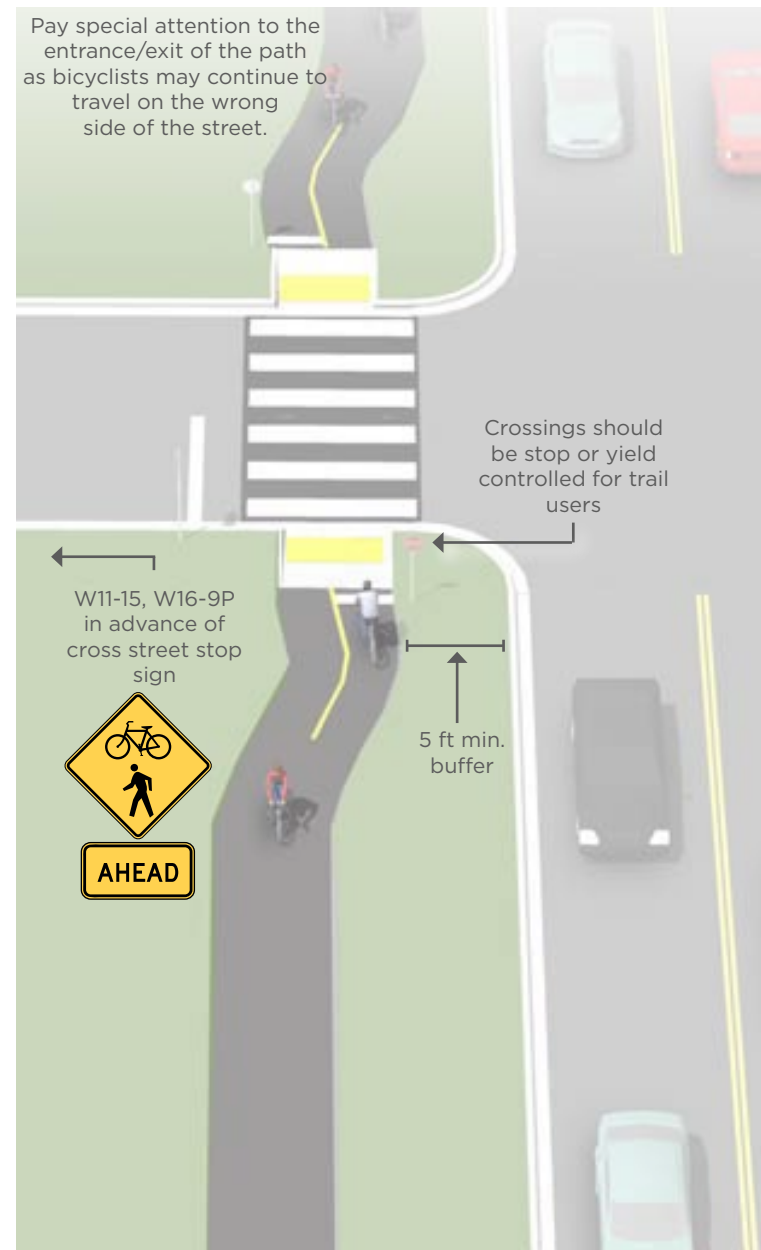 Pay special attention to the
entrance/exit of the path
as bicyclists may continue to
travel on the wrong
side of the street.
Crossings should
be stop or yield
controlled for trail
users
W11-15, W16-9P
in advance of
cross street stop
sign
5 ft min.
buffer
AHEAD